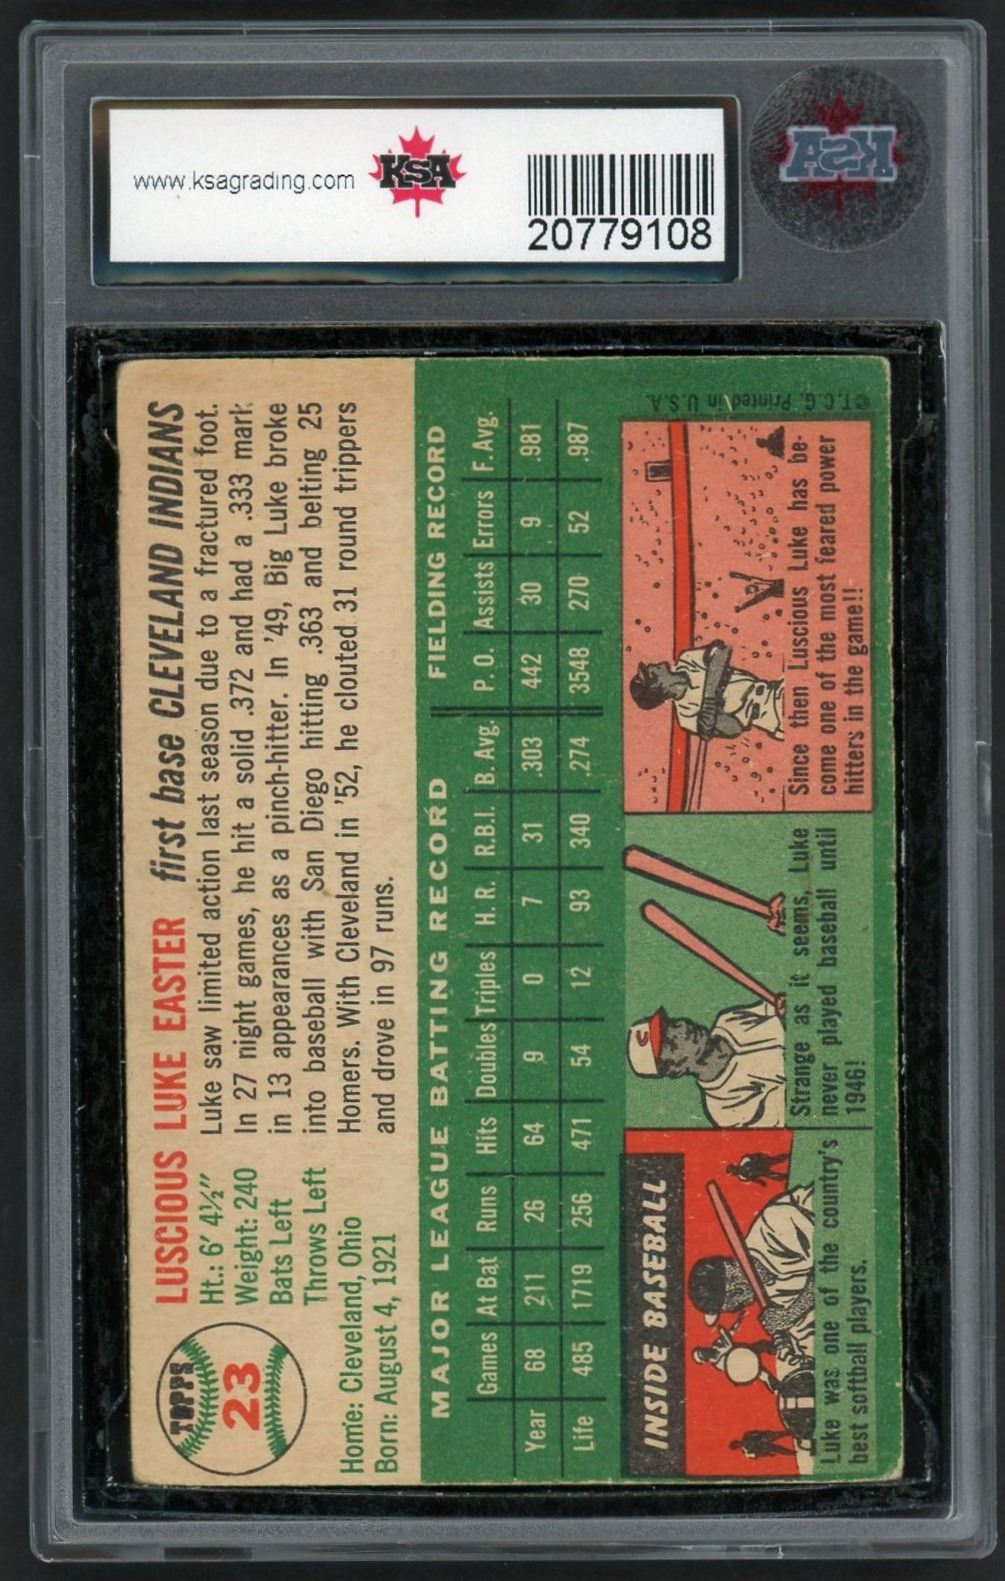 www.ksagrading.com
KSA
20779108
KSA
TOPPS
23
LUSCIOUS LUKE EASTER first base CLEVELAND INDIANS
Ht.: 6' 4½"
Weight: 240
Bats Left
Throws Left
Home: Cleveland, Ohio
Born: August 4, 1921
Luke saw limited action last season due to a fractured foot.
In 27 night games, he hit a solid .372 and had a .333 mark
in 13 appearances as a pinch-hitter. In '49, Big Luke broke
into baseball with San Diego hitting .363 and belting 25
Homers. With Cleveland in '52, he clouted 31 round trippers
and drove in 97 runs.
MAJOR LEAGUE BATTING RECORD FIELDING RECORD
Games At Bat Runs Hits Doubles Triples H. R. R.B.I. B. Avg. P. O. Assists Errors F. Avg.
Year 68 211 26 64 9 0 7 31 .303 442 30 9 .981
Life 485 1719 256 471 54 12 93 340 .274 3548 270 52 .987
INSIDE BASEBALL
Luke was one of the country's
best softball players.
C
Strange as it seems, Luke
never played baseball until
1946!
Since then Luscious Luke has be-
come one of the most feared power
hitters in the game!!
©T.C.G. Printed in U.S.A.